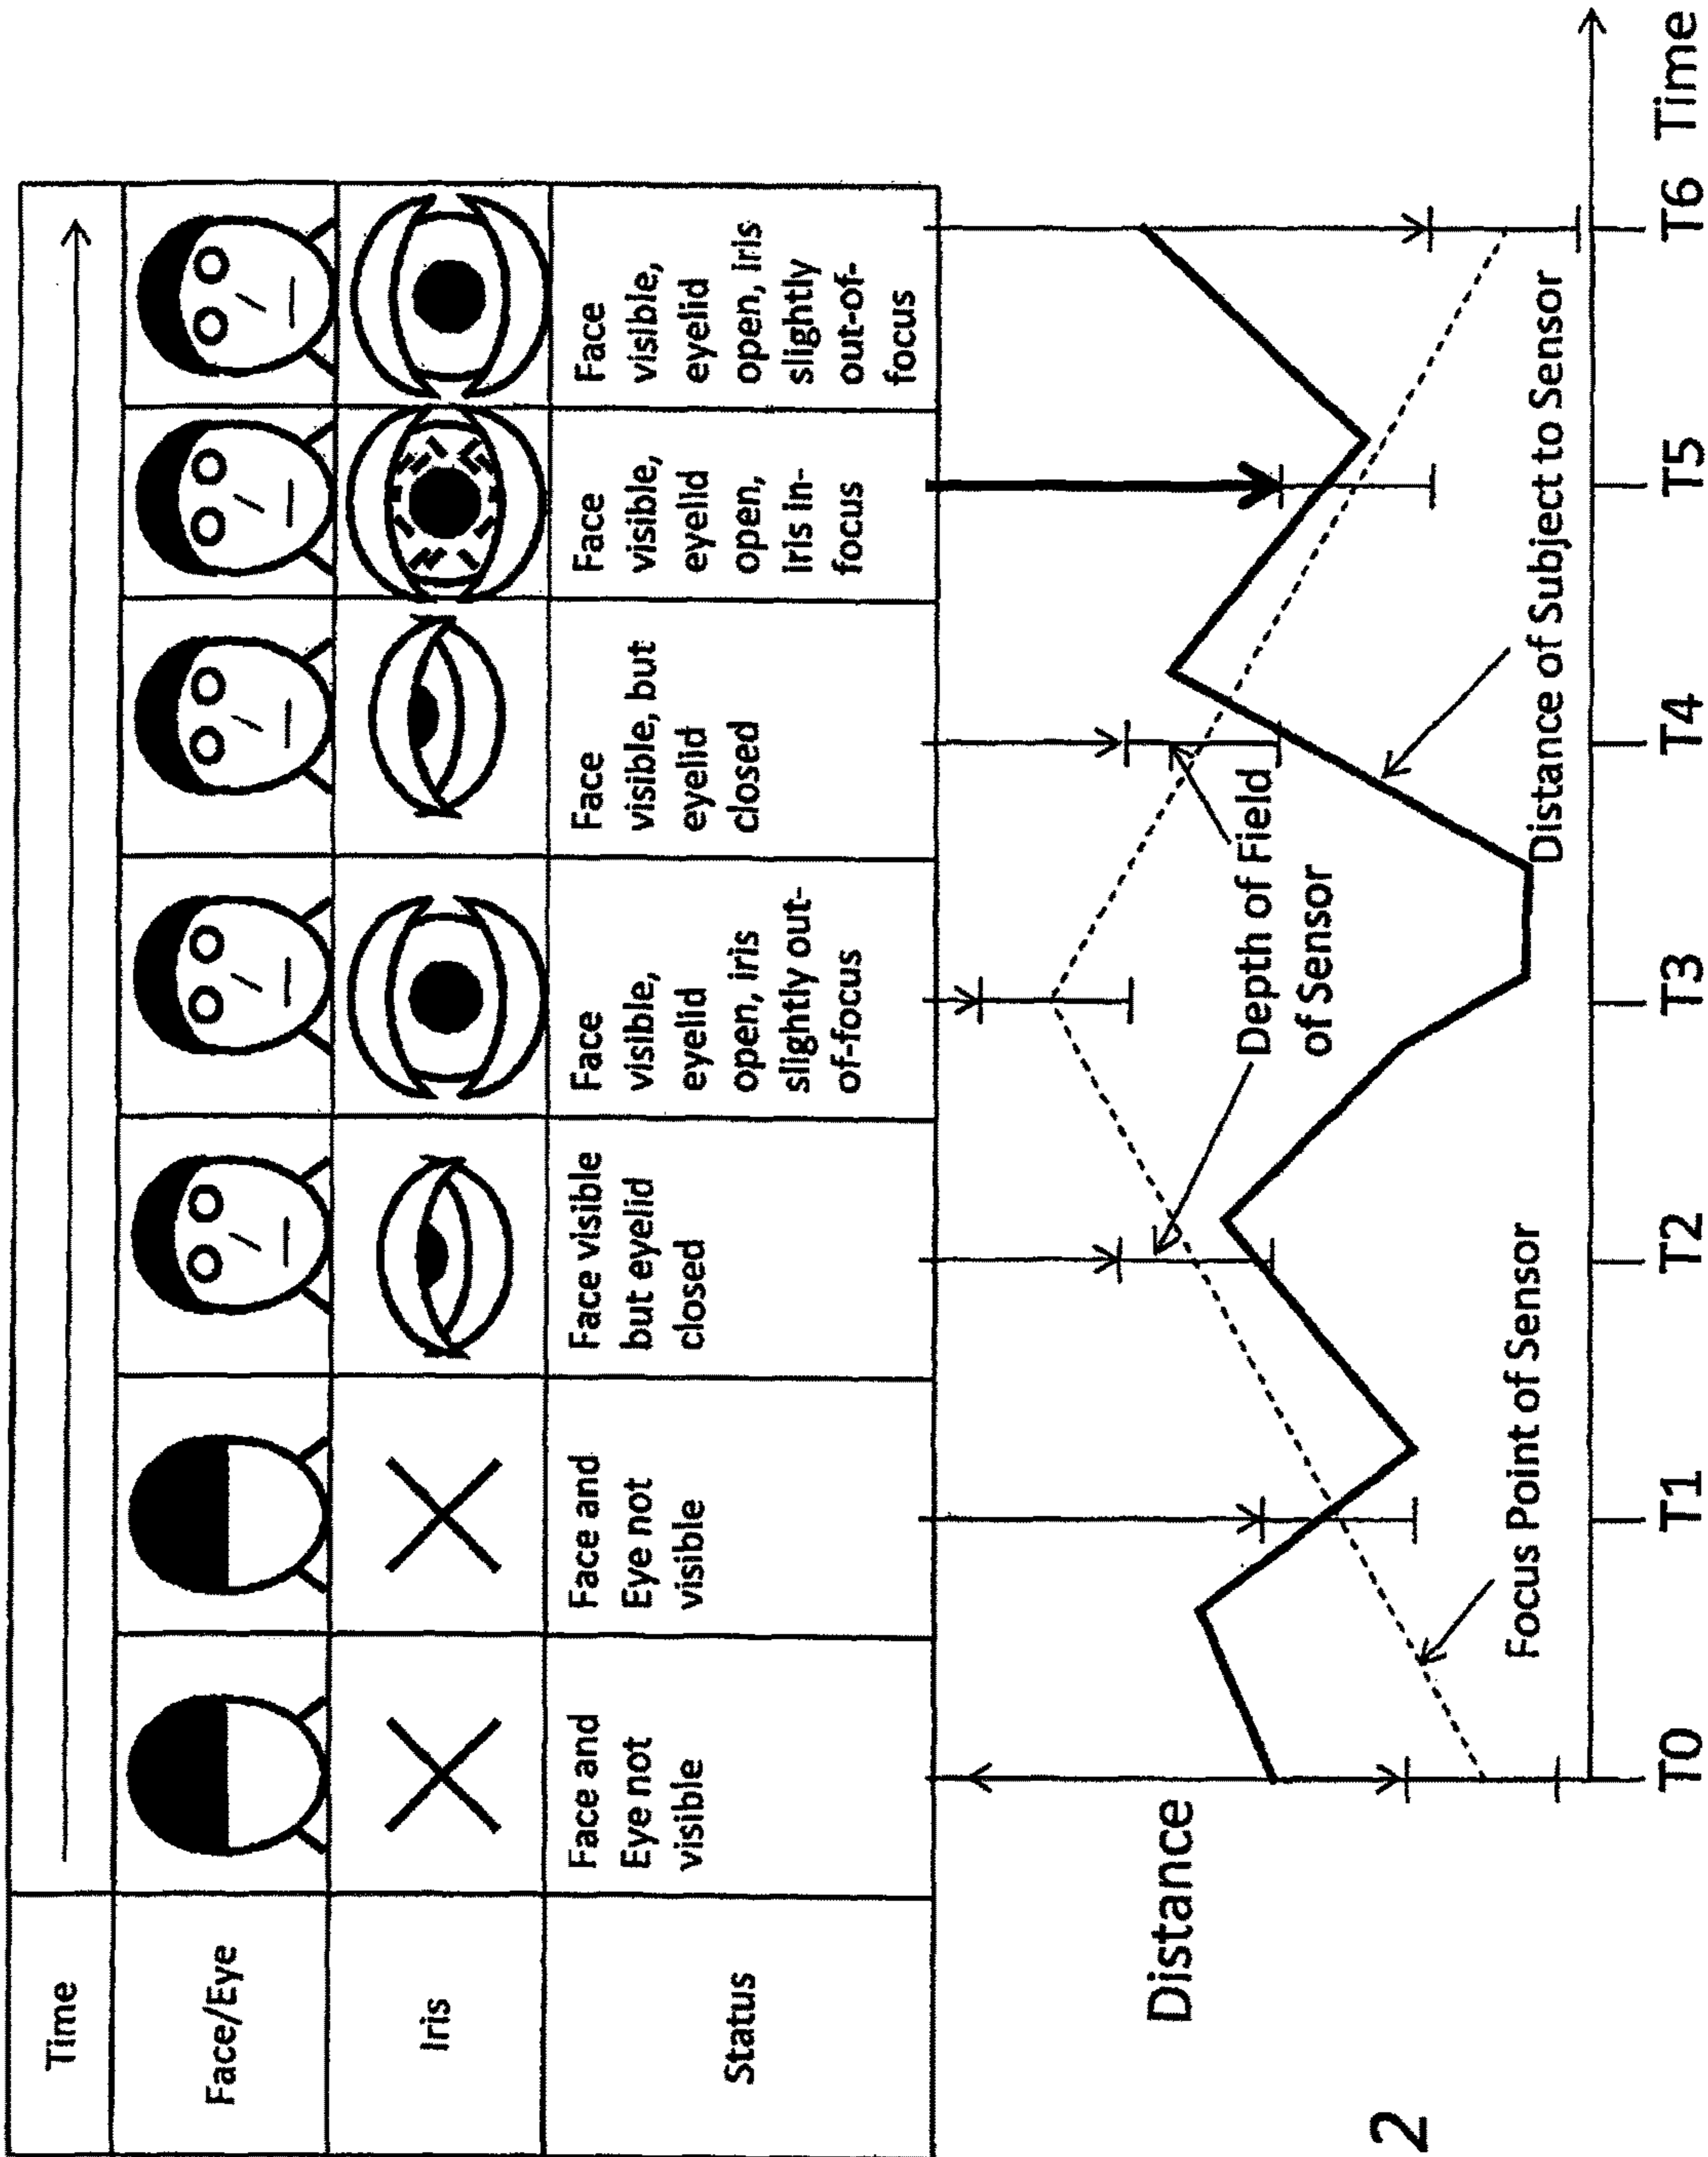 Time
Face/Eye
Iris
Status
Face and
Eye not
visible
Face and
Eye not
visible
Face visible
but eyelid
closed
Face
visible,
eyelid
open, iris
slightly out-
of-focus
Face
visible, but
eyelid
closed
Face
visible,
eyelid
open,
iris in-
focus
Face
visible,
eyelid
open, iris
slightly
out-of-
focus
Distance
Depth of Field
of Sensor
Focus Point of Sensor
Distance of Subject to Sensor
T0
T1
T2
T3
T4
T5
T6
Time
2